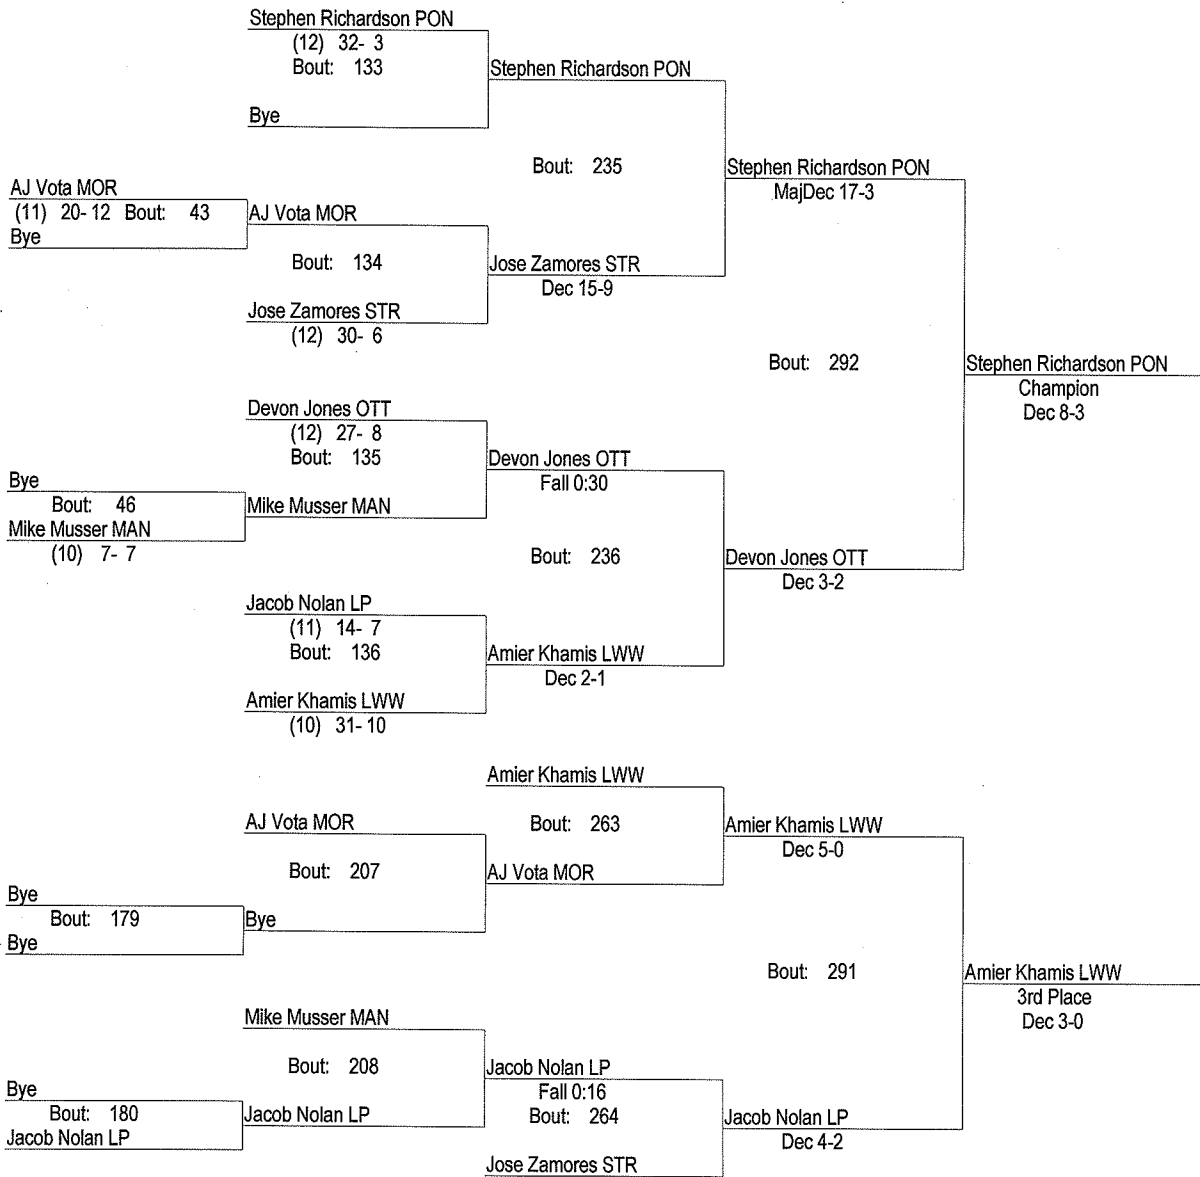 Stephen Richardson PON
(12) 32- 3
Bout: 133
Stephen Richardson PON
Bye
Bout: 235
Stephen Richardson PON
MajDec 17-3
AJ Vota MOR
(11) 20- 12 Bout: 43
Bye
AJ Vota MOR
Bout: 134
Jose Zamores STR
Dec 15-9
Jose Zamores STR
(12) 30- 6
Bout: 292
Stephen Richardson PON
Champion
Dec 8-3
Devon Jones OTT
(12) 27- 8
Bout: 135
Devon Jones OTT
Fall 0:30
Bye
Bout: 46
Mike Musser MAN
(10) 7- 7
Mike Musser MAN
Bout: 236
Devon Jones OTT
Dec 3-2
Jacob Nolan LP
(11) 14- 7
Bout: 136
Amier Khamis LWW
Dec 2-1
Amier Khamis LWW
(10) 31- 10
Amier Khamis LWW
AJ Vota MOR
Bout: 263
Amier Khamis LWW
Dec 5-0
Bout: 207
AJ Vota MOR
Bye
Bout: 179
Bye
Bye
Bout: 291
Amier Khamis LWW
3rd Place
Dec 3-0
Mike Musser MAN
Bout: 208
Jacob Nolan LP
Fall 0:16
Bout: 264
Bye
Bout: 180
Jacob Nolan LP
Jacob Nolan LP
Jacob Nolan LP
Dec 4-2
Jose Zamores STR